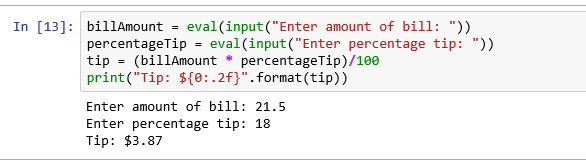 In [13]: billAmount = eval(input("Enter amount of bill: "))
percentageTip = eval(input("Enter percentage tip: "))
tip = (billAmount * percentageTip)/100
print("Tip: ${0:.2f}".format(tip))
Enter amount of bill: 21.5
Enter percentage tip: 18
Tip: $3.87